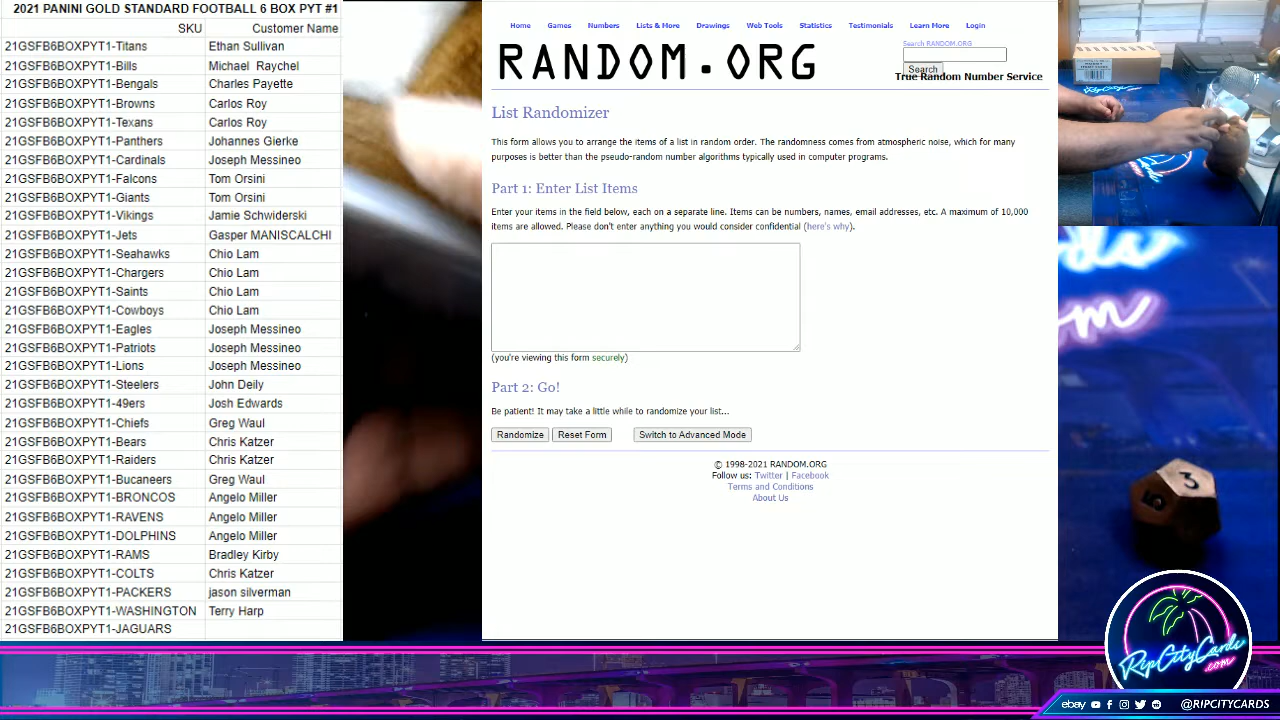 2021 PANINI GOLD STANDARD FOOTBALL 6 BOX PYT #1
SKU Customer Name
21GSFB6BOXPYT1-Titans Ethan Sullivan
21GSFB6BOXPYT1-Bills Michael Raychel
21GSFB6BOXPYT1-Bengals Charles Payette
21GSFB6BOXPYT1-Browns Carlos Roy
21GSFB6BOXPYT1-Texans Carlos Roy
21GSFB6BOXPYT1-Panthers Johannes Gierke
21GSFB6BOXPYT1-Cardinals Joseph Messineo
21GSFB6BOXPYT1-Falcons Tom Orsini
21GSFB6BOXPYT1-Giants Tom Orsini
21GSFB6BOXPYT1-Vikings Jamie Schwiderski
21GSFB6BOXPYT1-Jets Gasper MANISCALCHI
21GSFB6BOXPYT1-Seahawks Chio Lam
21GSFB6BOXPYT1-Chargers Chio Lam
21GSFB6BOXPYT1-Saints Chio Lam
21GSFB6BOXPYT1-Cowboys Chio Lam
21GSFB6BOXPYT1-Eagles Joseph Messineo
21GSFB6BOXPYT1-Patriots Joseph Messineo
21GSFB6BOXPYT1-Lions Joseph Messineo
21GSFB6BOXPYT1-Steelers John Deily
21GSFB6BOXPYT1-49ers Josh Edwards
21GSFB6BOXPYT1-Chiefs Greg Waul
21GSFB6BOXPYT1-Bears Chris Katzer
21GSFB6BOXPYT1-Raiders Chris Katzer
21GSFB6BOXPYT1-Bucaneers Greg Waul
21GSFB6BOXPYT1-BRONCOS Angelo Miller
21GSFB6BOXPYT1-RAVENS Angelo Miller
21GSFB6BOXPYT1-DOLPHINS Angelo Miller
21GSFB6BOXPYT1-RAMS Bradley Kirby
21GSFB6BOXPYT1-COLTS Chris Katzer
21GSFB6BOXPYT1-PACKERS jason silverman
21GSFB6BOXPYT1-WASHINGTON Terry Harp
21GSFB6BOXPYT1-JAGUARS
Home Games Numbers Lists & More Drawings Web Tools Statistics Testimonials Learn More Login
RANDOM.ORG
Search RANDOM.ORG
Search
True Random Number Service
List Randomizer
This form allows you to arrange the items of a list in random order. The randomness comes from atmospheric noise, which for many
purposes is better than the pseudo-random number algorithms typically used in computer programs.
Part 1: Enter List Items
Enter your items in the field below, each on a separate line. Items can be numbers, names, email addresses, etc. A maximum of 10,000
items are allowed. Please don't enter anything you would consider confidential (here's why).
(you're viewing this form securely)
Part 2: Go!
Be patient! It may take a little while to randomize your list...
Randomize Reset Form Switch to Advanced Mode
© 1998-2021 RANDOM.ORG
Follow us: Twitter | Facebook
Terms and Conditions
About Us
RipCityCards
.com
ebay @RIPCITYCARDS